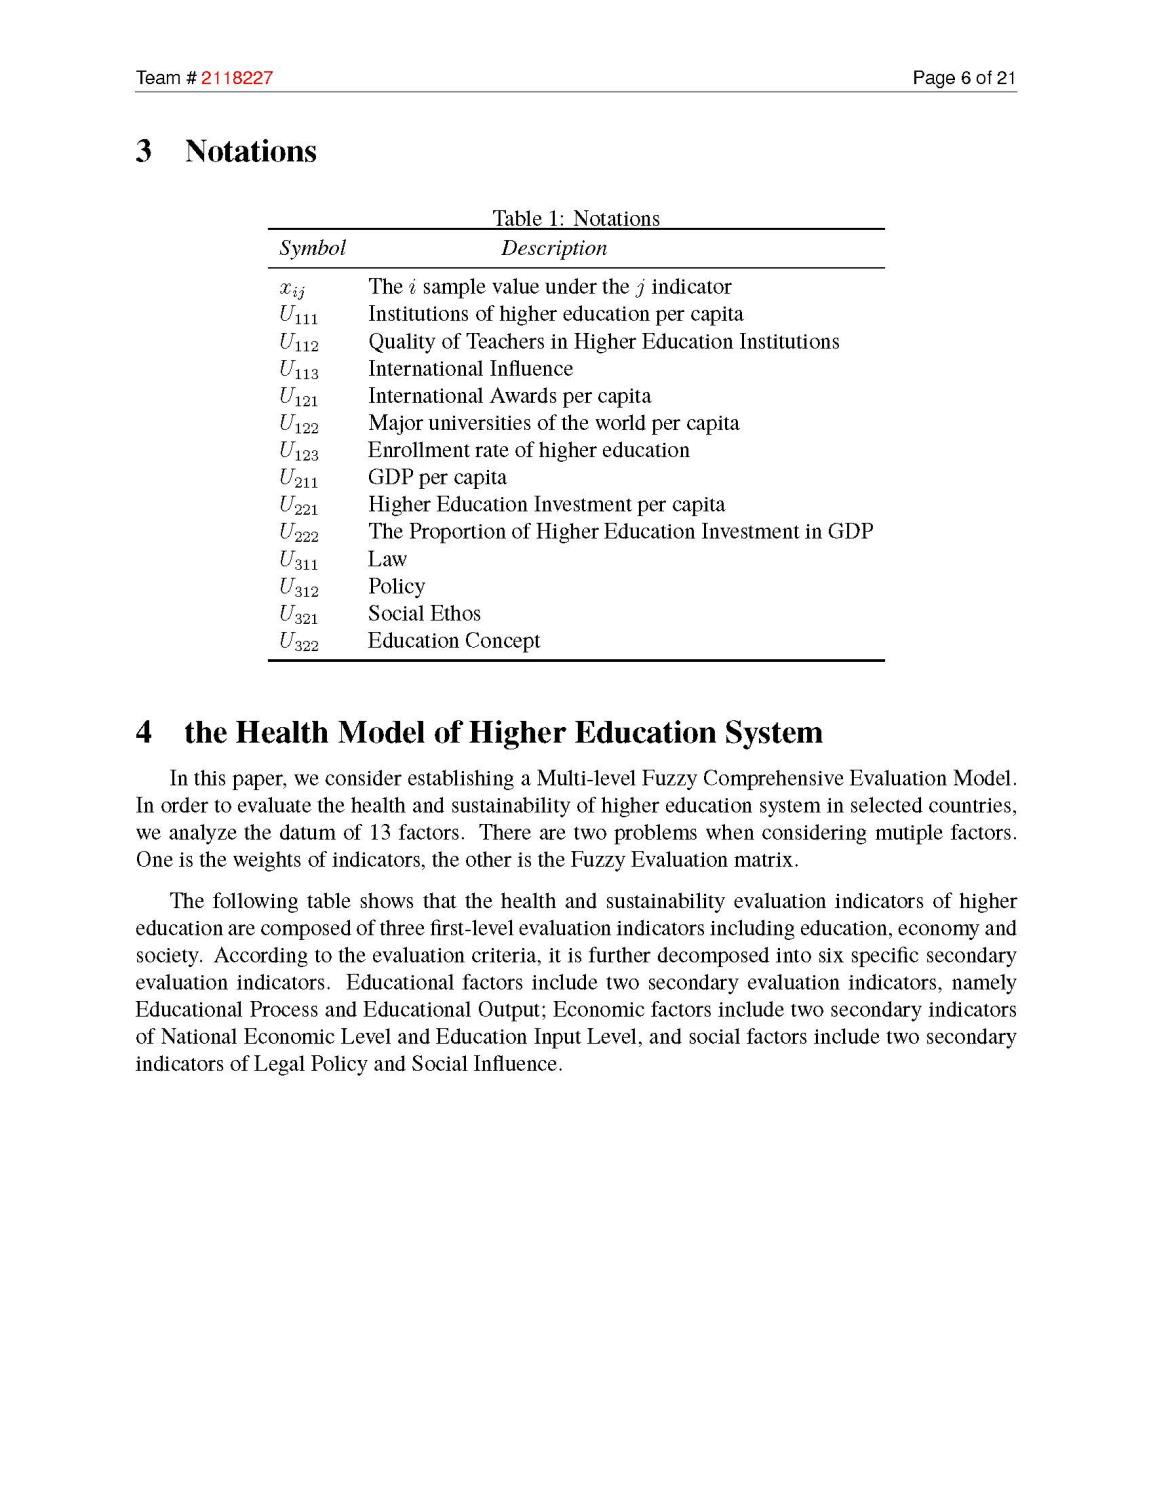 Team # 2118227 Page 6 of 21
3 Notations
Table 1: Notations
Symbol Description
x_{ij} The i sample value under the j indicator
U_{111} Institutions of higher education per capita
U_{112} Quality of Teachers in Higher Education Institutions
U_{113} International Influence
U_{121} International Awards per capita
U_{122} Major universities of the world per capita
U_{123} Enrollment rate of higher education
U_{211} GDP per capita
U_{221} Higher Education Investment per capita
U_{222} The Proportion of Higher Education Investment in GDP
U_{311} Law
U_{312} Policy
U_{321} Social Ethos
U_{322} Education Concept
4 the Health Model of Higher Education System
In this paper, we consider establishing a Multi-level Fuzzy Comprehensive Evaluation Model.
In order to evaluate the health and sustainability of higher education system in selected countries,
we analyze the datum of 13 factors. There are two problems when considering mutiple factors.
One is the weights of indicators, the other is the Fuzzy Evaluation matrix.
The following table shows that the health and sustainability evaluation indicators of higher
education are composed of three first-level evaluation indicators including education, economy and
society. According to the evaluation criteria, it is further decomposed into six specific secondary
evaluation indicators. Educational factors include two secondary evaluation indicators, namely
Educational Process and Educational Output; Economic factors include two secondary indicators
of National Economic Level and Education Input Level, and social factors include two secondary
indicators of Legal Policy and Social Influence.